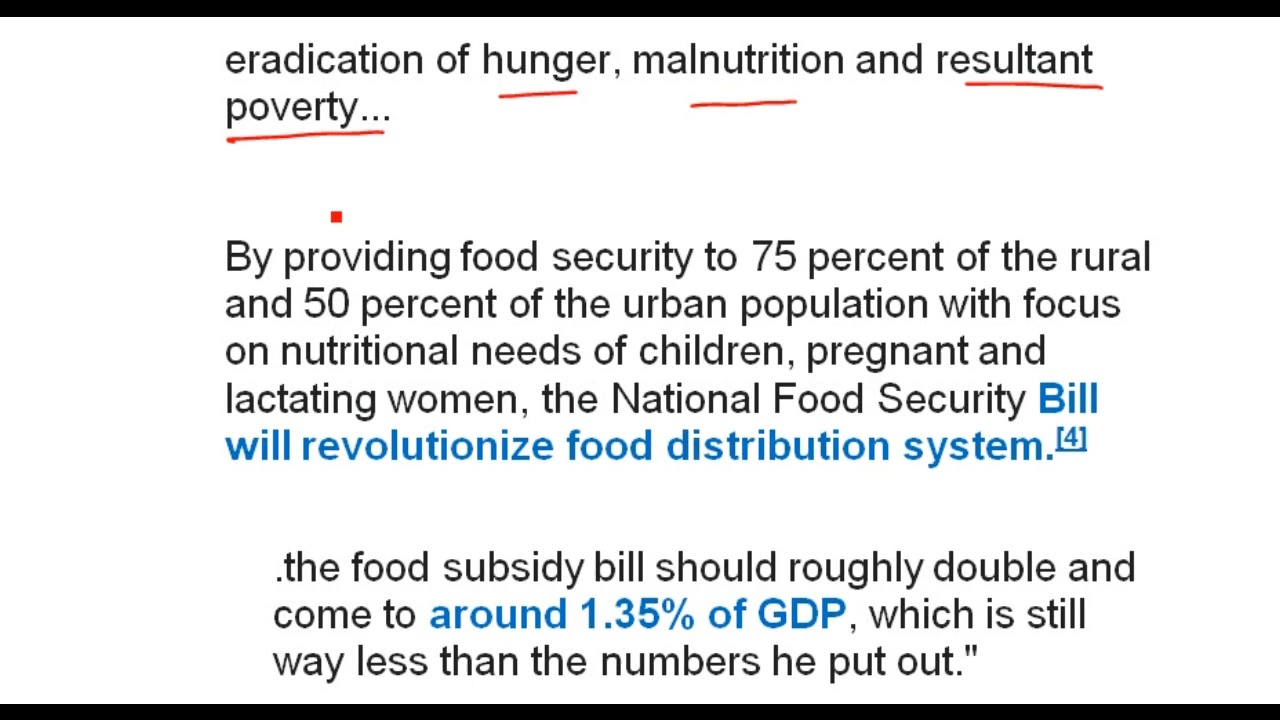 eradication of hunger, malnutrition and resultant
poverty...
By providing food security to 75 percent of the rural
and 50 percent of the urban population with focus
on nutritional needs of children, pregnant and
lactating women, the National Food Security Bill
will revolutionize food distribution system.[4]
.the food subsidy bill should roughly double and
come to around 1.35% of GDP, which is still
way less than the numbers he put out."